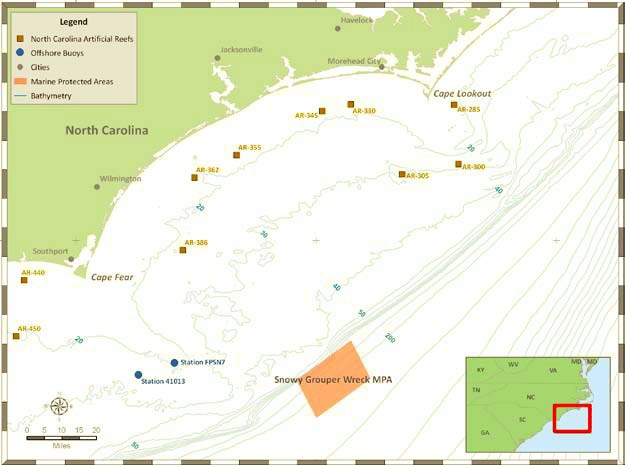 Legend
North Carolina Artificial Reefs
Offshore Buoys
Cities
Marine Protected Areas
Bathymetry
Havelock
Jacksonville
Morehead City
Cape Lookout
AR-285
AR-330
AR-345
North Carolina
AR-355
20
AR-300
AR-362
AR-305
Wilmington
40
20
30
AR-386
Southport
Cape Fear
AR-440
40
50
AR-450
20
200
Station FPSN7
Station 41013
Snowy Grouper Wreck MPA
50
0 5 10 20
Miles
KY
WV
VA
MD
MD
TN
NC
SC
GA